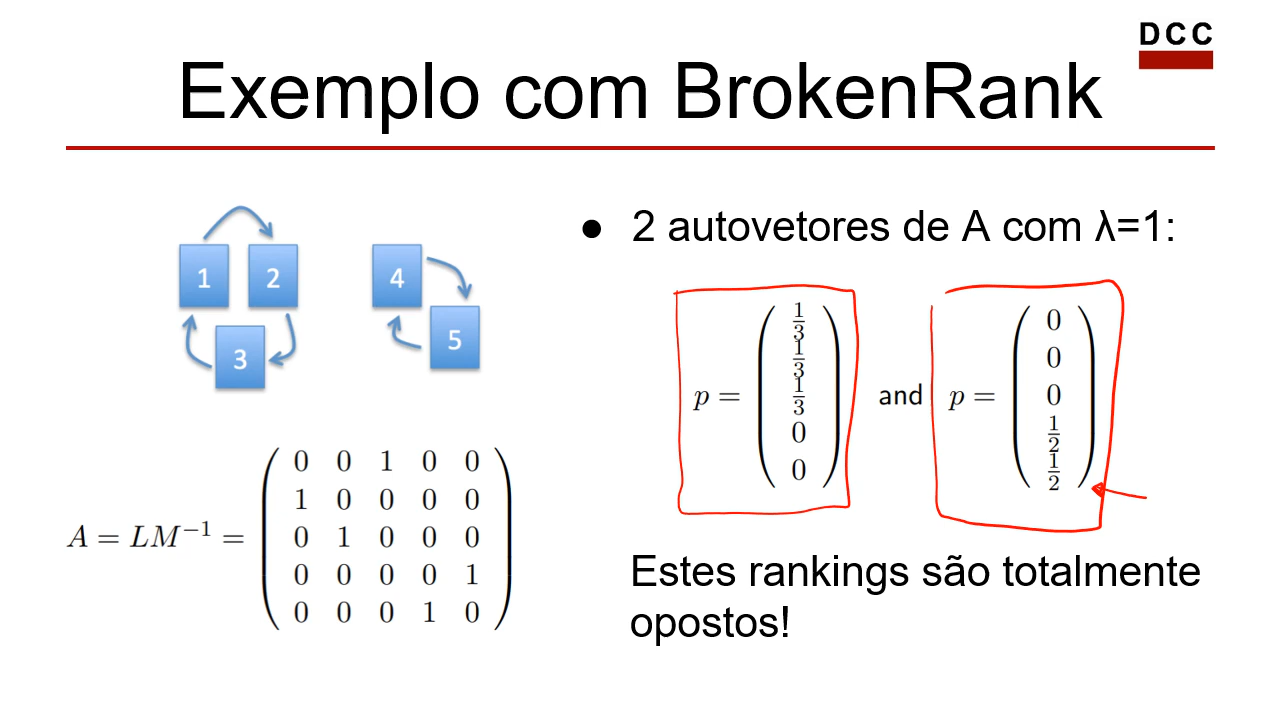 DCC
Exemplo com BrokenRank
1 2
3
4
5
A = LM⁻¹ =
0 0 1 0 0
1 0 0 0 0
0 1 0 0 0
0 0 0 0 1
0 0 0 1 0
● 2 autovetores de A com λ=1:
p =
1/3
1/3
1/3
0
0
and
p =
0
0
0
1/2
1/2
Estes rankings são totalmente
opostos!